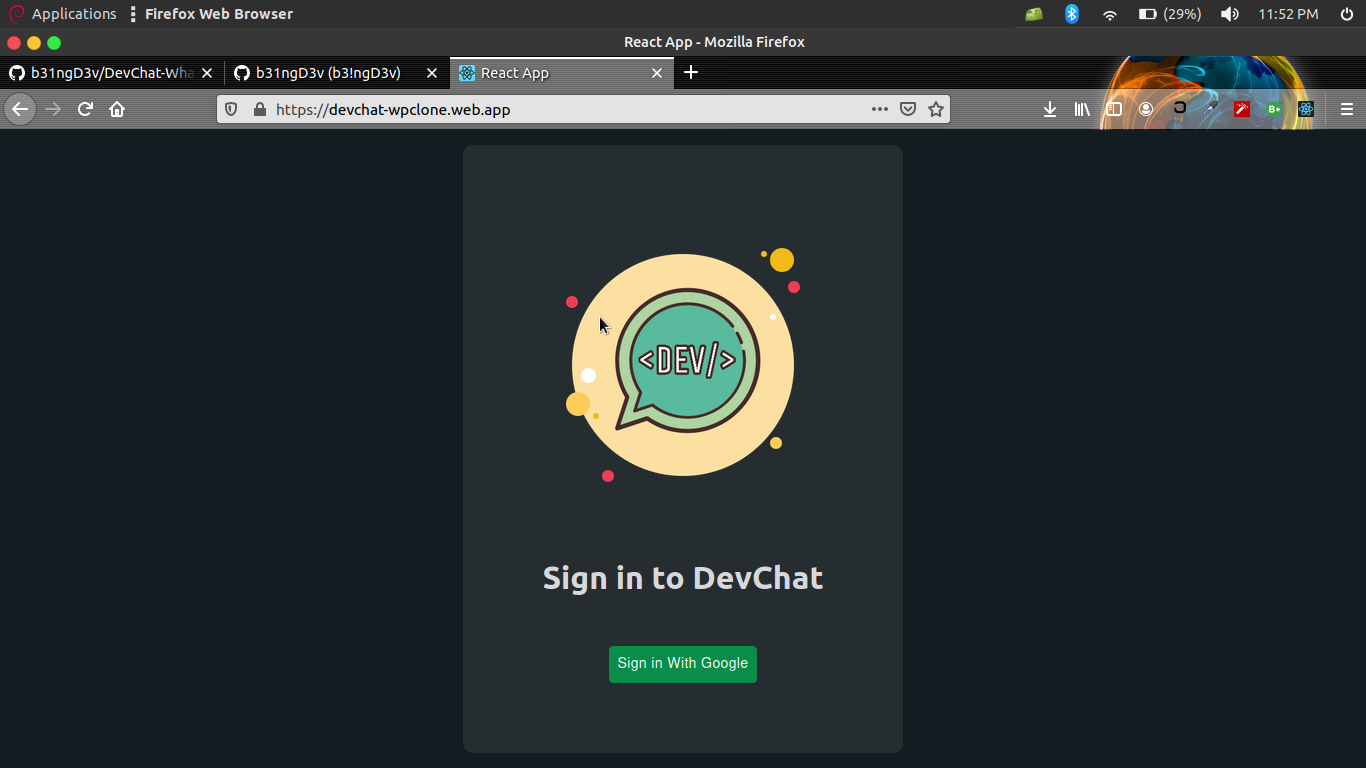 Applications Firefox Web Browser (29%) 11:52 PM
React App - Mozilla Firefox
b31ngD3v/DevChat-Wha b31ngD3v (b3!ngD3v) React App
https://devchat-wpclone.web.app B+
<DEV/>
Sign in to DevChat
Sign in With Google